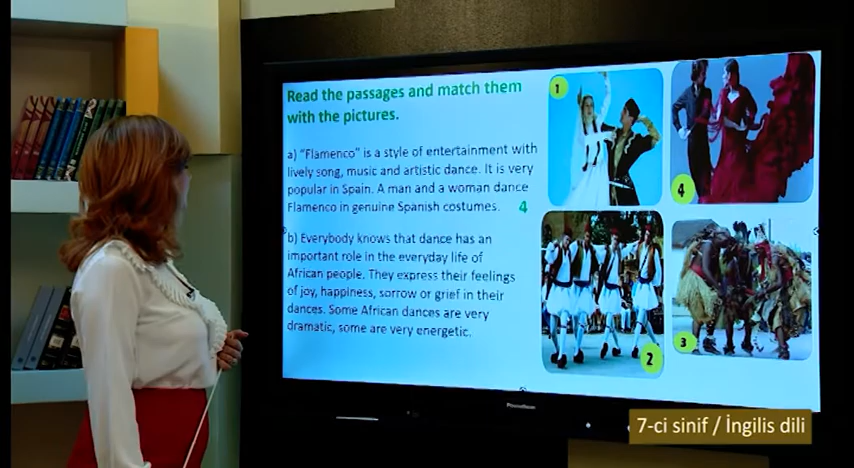 Read the passages and match them
with the pictures.
a) "Flamenco" is a style of entertainment with
lively song, music and artistic dance. It is very
popular in Spain. A man and a woman dance
Flamenco in genuine Spanish costumes. 4
b) Everybody knows that dance has an
important role in the everyday life of
African people. They express their feelings
of joy, happiness, sorrow or grief in their
dances. Some African dances are very
dramatic, some are very energetic.
1
4
2
3
Promethean
7-ci sinif / İngilis dili